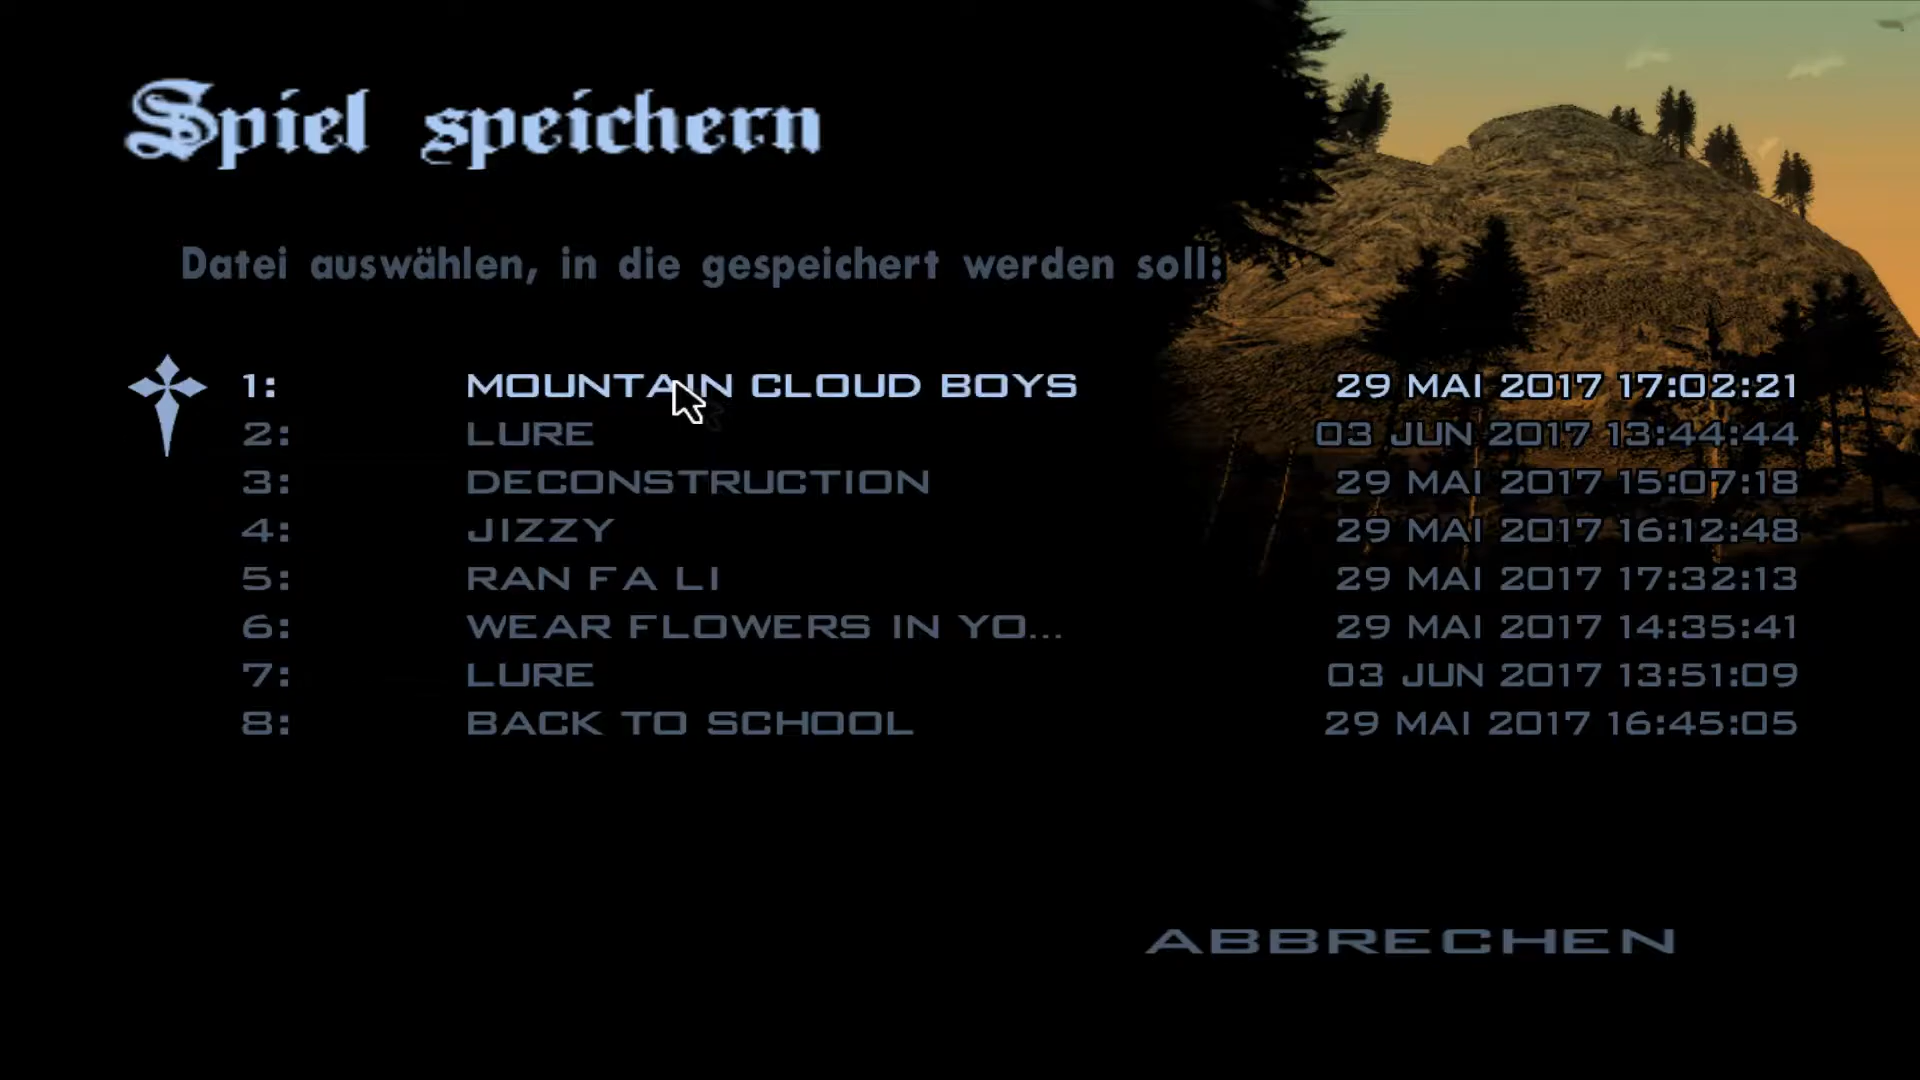 Spiel speichern
Datei auswählen, in die gespeichert werden soll:
1: MOUNTAIN CLOUD BOYS 29 MAI 2017 17:02:21
2: LURE 03 JUN 2017 13:44:44
3: DECONSTRUCTION 29 MAI 2017 15:07:18
4: JIZZY 29 MAI 2017 16:12:48
5: RAN FA LI 29 MAI 2017 17:32:13
6: WEAR FLOWERS IN YO... 29 MAI 2017 14:35:41
7: LURE 03 JUN 2017 13:51:09
8: BACK TO SCHOOL 29 MAI 2017 16:45:05
ABBRECHEN